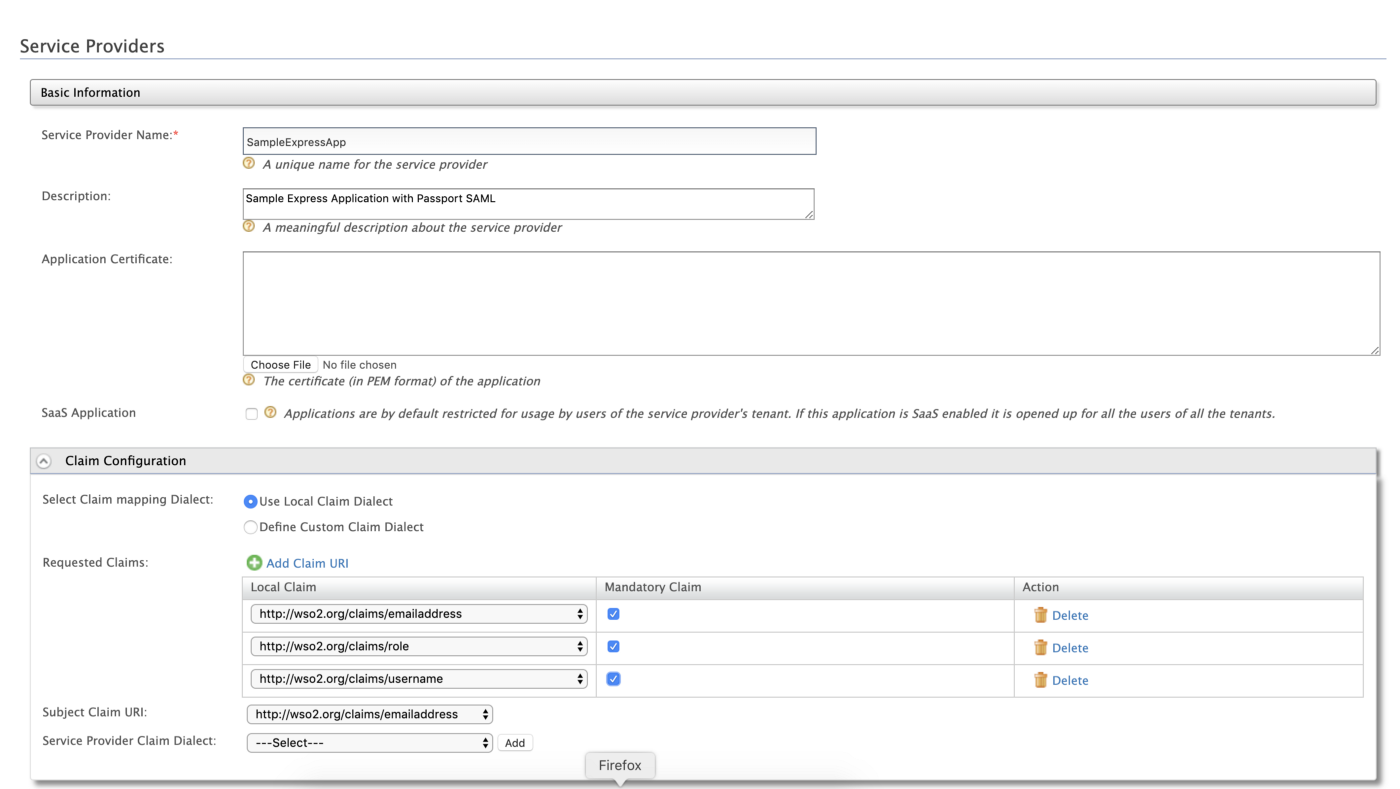 Service Providers
Basic Information
Service Provider Name:*
SampleExpressApp
? A unique name for the service provider
Description:
Sample Express Application with Passport SAML
? A meaningful description about the service provider
Application Certificate:
Choose File No file chosen
? The certificate (in PEM format) of the application
SaaS Application
? Applications are by default restricted for usage by users of the service provider's tenant. If this application is SaaS enabled it is opened up for all the users of all the tenants.
Claim Configuration
Select Claim mapping Dialect:
Use Local Claim Dialect
Define Custom Claim Dialect
Requested Claims:
Add Claim URI
Local Claim Mandatory Claim Action
http://wso2.org/claims/emailaddress Delete
http://wso2.org/claims/role Delete
http://wso2.org/claims/username Delete
Subject Claim URI:
http://wso2.org/claims/emailaddress
Service Provider Claim Dialect:
---Select--- Add
Firefox